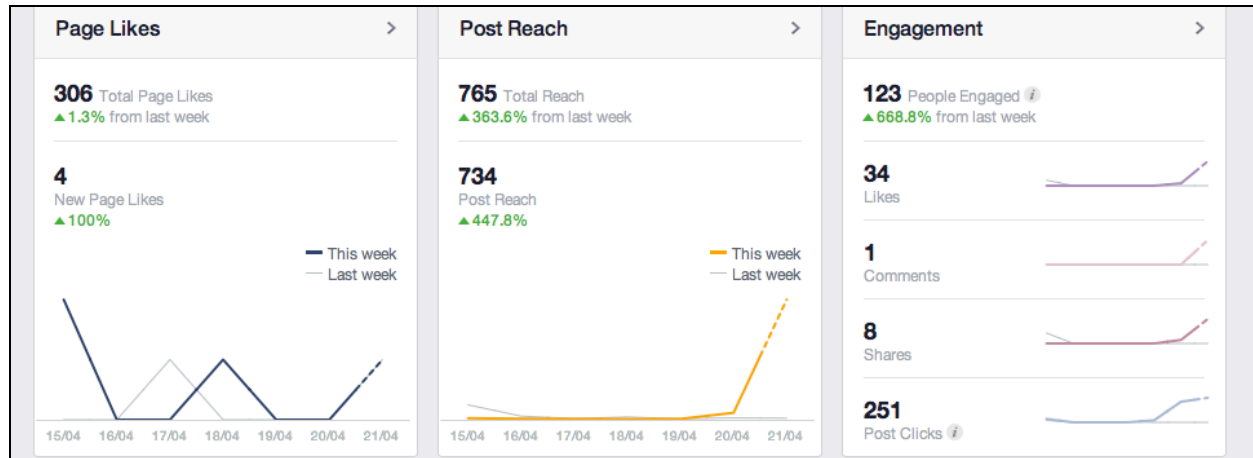 Page Likes
306 Total Page Likes
1.3% from last week
4
New Page Likes
100%
This week
Last week
15/04 16/04 17/04 18/04 19/04 20/04 21/04
Post Reach
765 Total Reach
363.6% from last week
734
Post Reach
447.8%
This week
Last week
15/04 16/04 17/04 18/04 19/04 20/04 21/04
Engagement
123 People Engaged i
668.8% from last week
34
Likes
1
Comments
8
Shares
251
Post Clicks i